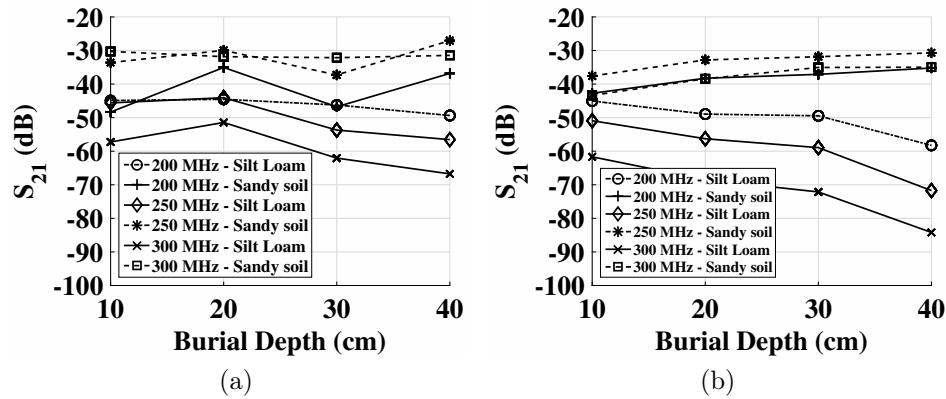 -20
-30
-40
-50
-60
-70
-80
-90
-100
S21 (dB)
200 MHz - Silt Loam
200 MHz - Sandy soil
250 MHz - Silt Loam
250 MHz - Sandy soil
300 MHz - Silt Loam
300 MHz - Sandy soil
10 20 30 40
Burial Depth (cm)
(a)
-20
-30
-40
-50
-60
-70
-80
-90
-100
S21 (dB)
200 MHz - Silt Loam
200 MHz - Sandy soil
250 MHz - Silt Loam
250 MHz - Sandy soil
300 MHz - Silt Loam
300 MHz - Sandy soil
10 20 30 40
Burial Depth (cm)
(b)